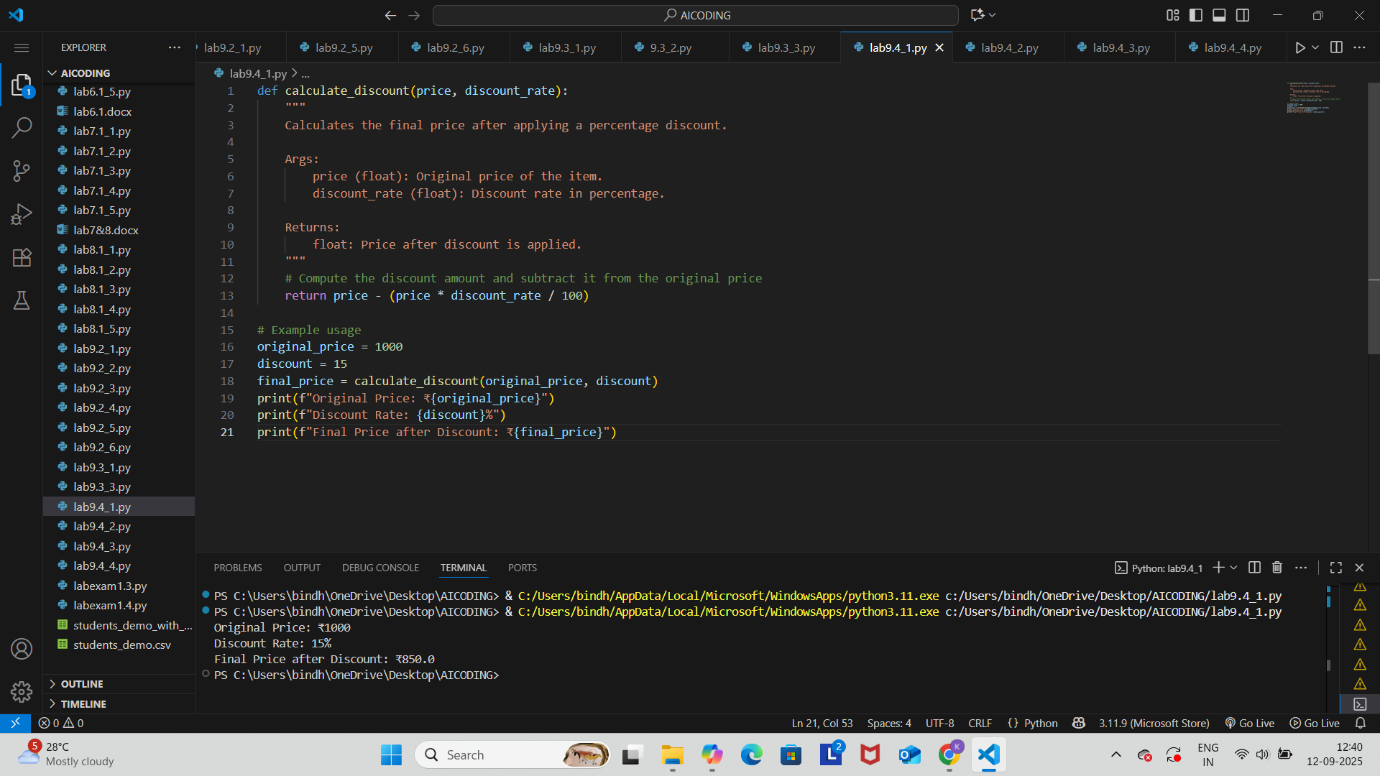 AICODING
EXPLORER
lab9.2_1.py
lab9.2_5.py
lab9.2_6.py
lab9.3_1.py
9.3_2.py
lab9.3_3.py
lab9.4_1.py
lab9.4_2.py
lab9.4_3.py
lab9.4_4.py
AICODING
lab6.1_5.py
lab6.1.docx
lab7.1_1.py
lab7.1_2.py
lab7.1_3.py
lab7.1_4.py
lab7.1_5.py
lab7&8.docx
lab8.1_1.py
lab8.1_2.py
lab8.1_3.py
lab8.1_4.py
lab8.1_5.py
lab9.2_1.py
lab9.2_2.py
lab9.2_3.py
lab9.2_4.py
lab9.2_5.py
lab9.2_6.py
lab9.3_1.py
lab9.3_3.py
lab9.4_1.py
lab9.4_2.py
lab9.4_3.py
lab9.4_4.py
labexam1.3.py
labexam1.4.py
students_demo_with_...
students_demo.csv
OUTLINE
TIMELINE
1
lab9.4_1.py > ...
1 def calculate_discount(price, discount_rate):
2 """
3 Calculates the final price after applying a percentage discount.
4
5 Args:
6 price (float): Original price of the item.
7 discount_rate (float): Discount rate in percentage.
8
9 Returns:
10 float: Price after discount is applied.
11 """
12 # Compute the discount amount and subtract it from the original price
13 return price - (price * discount_rate / 100)
14
15 # Example usage
16 original_price = 1000
17 discount = 15
18 final_price = calculate_discount(original_price, discount)
19 print(f"Original Price: ₹{original_price}")
20 print(f"Discount Rate: {discount}%")
21 print(f"Final Price after Discount: ₹{final_price}")
PROBLEMS OUTPUT DEBUG CONSOLE TERMINAL PORTS
Python: lab9.4_1
PS C:\Users\bindh\OneDrive\Desktop\AICODING> & C:/Users/bindh/AppData/Local/Microsoft/WindowsApps/python3.11.exe c:/Users/bindh/OneDrive/Desktop/AICODING/lab9.4_1.py
PS C:\Users\bindh\OneDrive\Desktop\AICODING> & C:/Users/bindh/AppData/Local/Microsoft/WindowsApps/python3.11.exe c:/Users/bindh/OneDrive/Desktop/AICODING/lab9.4_1.py
Original Price: ₹1000
Discount Rate: 15%
Final Price after Discount: ₹850.0
PS C:\Users\bindh\OneDrive\Desktop\AICODING>
0 0
Ln 21, Col 53 Spaces: 4 UTF-8 CRLF {} Python 3.11.9 (Microsoft Store) Go Live Go Live
5
28°C
Mostly cloudy
Search
L
2
K
ENG
IN
12:40
12-09-2025